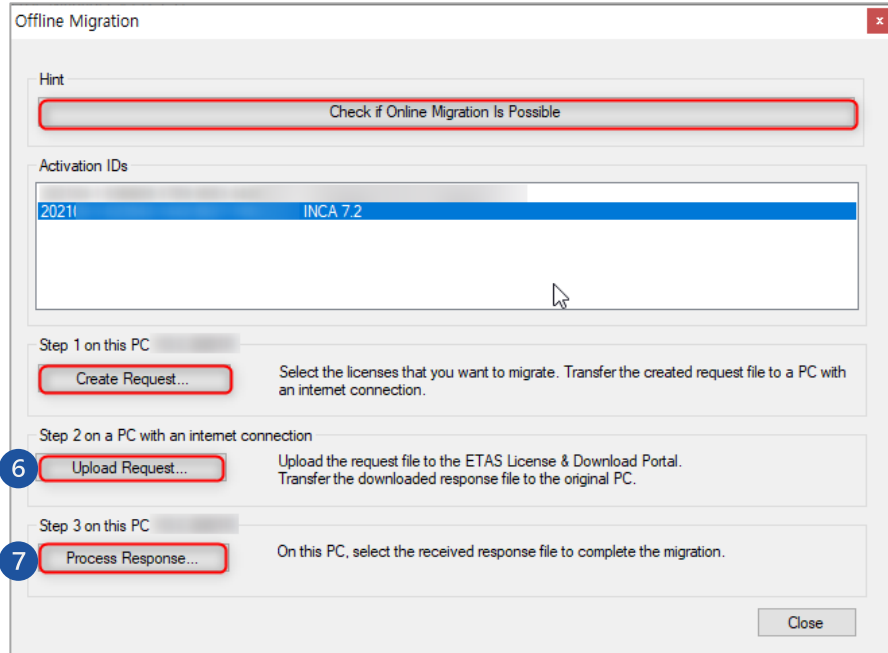 Offline Migration
x
Hint
Check if Online Migration Is Possible
Activation IDs
2021 INCA 7.2
Step 1 on this PC
Create Request...
Select the licenses that you want to migrate. Transfer the created request file to a PC with
an internet connection.
Step 2 on a PC with an internet connection
6
Upload Request...
Upload the request file to the ETAS License & Download Portal.
Transfer the downloaded response file to the original PC.
Step 3 on this PC
7
Process Response...
On this PC, select the received response file to complete the migration.
Close